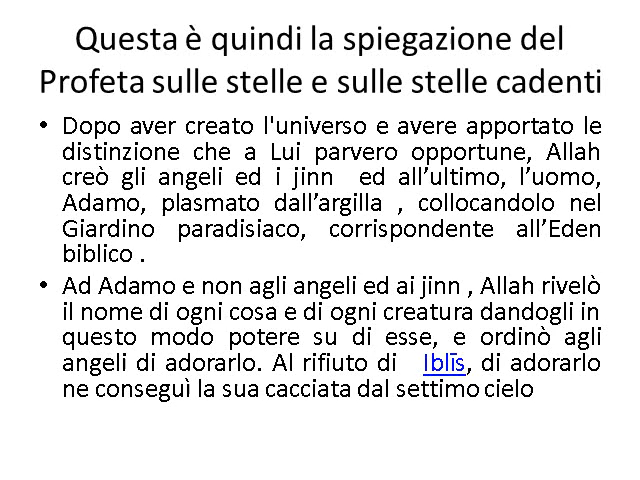 Questa è quindi la spiegazione del
Profeta sulle stelle e sulle stelle cadenti
• Dopo aver creato l'universo e avere apportato le
distinzione che a Lui parvero opportune, Allah
creò gli angeli ed i jinn ed all’ultimo, l’uomo,
Adamo, plasmato dall’argilla , collocandolo nel
Giardino paradisiaco, corrispondente all’Eden
biblico .
• Ad Adamo e non agli angeli ed ai jinn , Allah rivelò
il nome di ogni cosa e di ogni creatura dandogli in
questo modo potere su di esse, e ordinò agli
angeli di adorarlo. Al rifiuto di Iblīs, di adorarlo
ne conseguì la sua cacciata dal settimo cielo